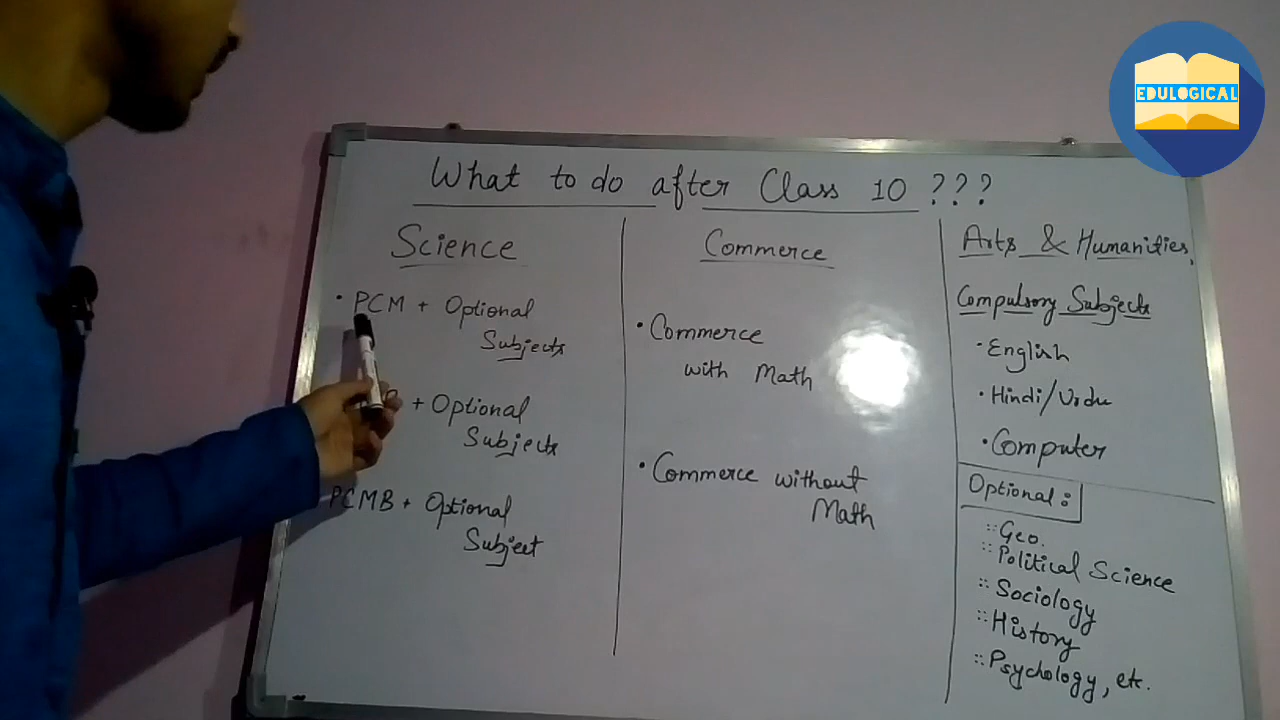 EDULOGICAL
What to do after Class 10 ???
Science
• PCM + Optional
Subjects
+ Optional
Subjects
PCMB + Optional
Subject
Commerce
• Commerce
with Math
• Commerce without
Math
Arts & Humanities,
Compulsory Subjects
• English
• Hindi/Urdu
• Computer
Optional :
:: Geo.
:: Political Science
:: Sociology
:: History
:: Psychology, etc.